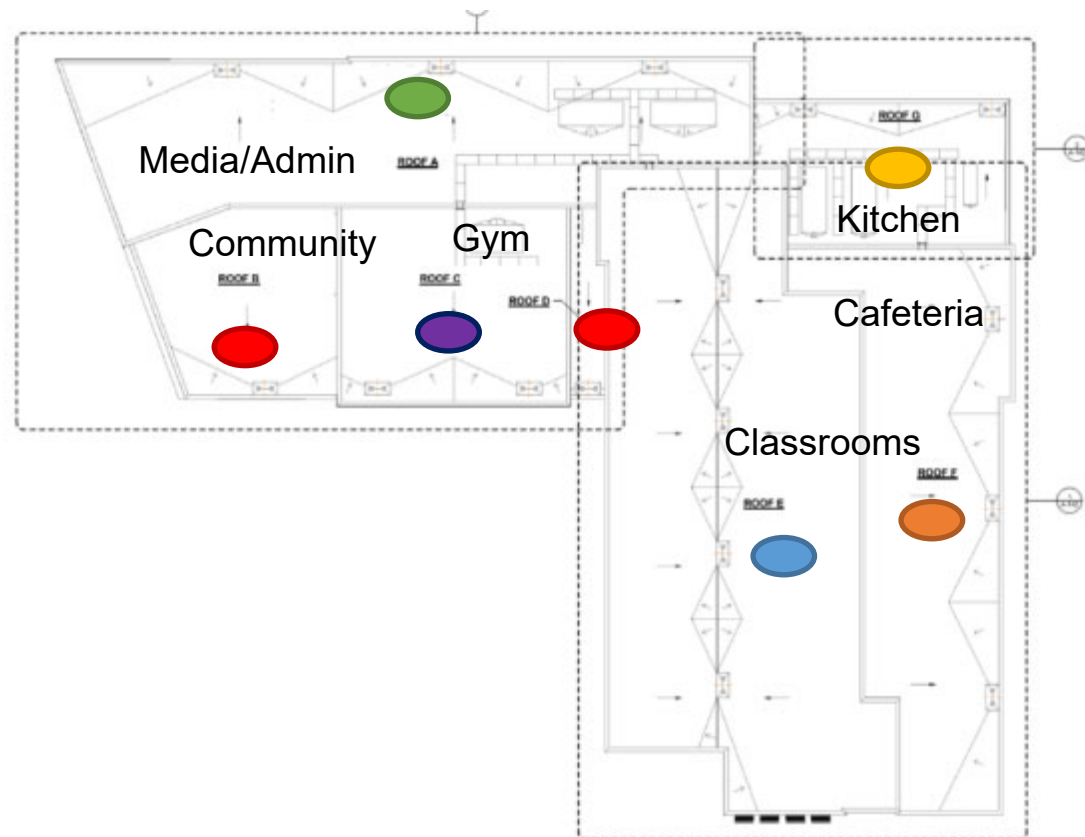 ROOF G
Media/Admin
ROOF A
Kitchen
Community
Gym
ROOF B
ROOF C
ROOF D
Cafeteria
Classrooms
ROOF F
ROOF E